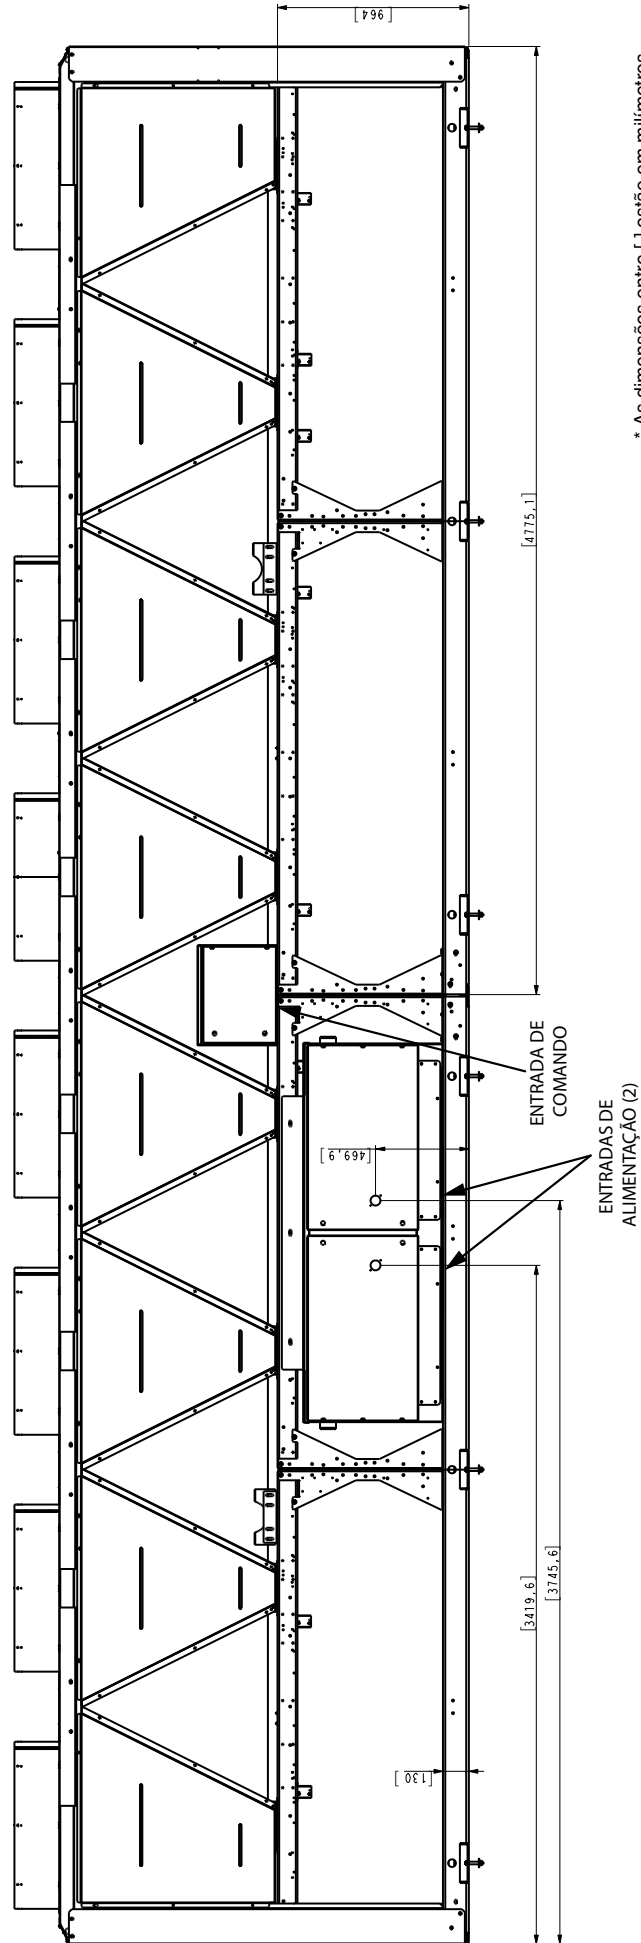 [964]
[4775,1]
ENTRADA DE
COMANDO
[469,9]
ENTRADAS DE
ALIMENTAÇÃO (2)
[3419,6]
[3745,6]
[130]
* As dimensões entre [ ] estão em milímetros